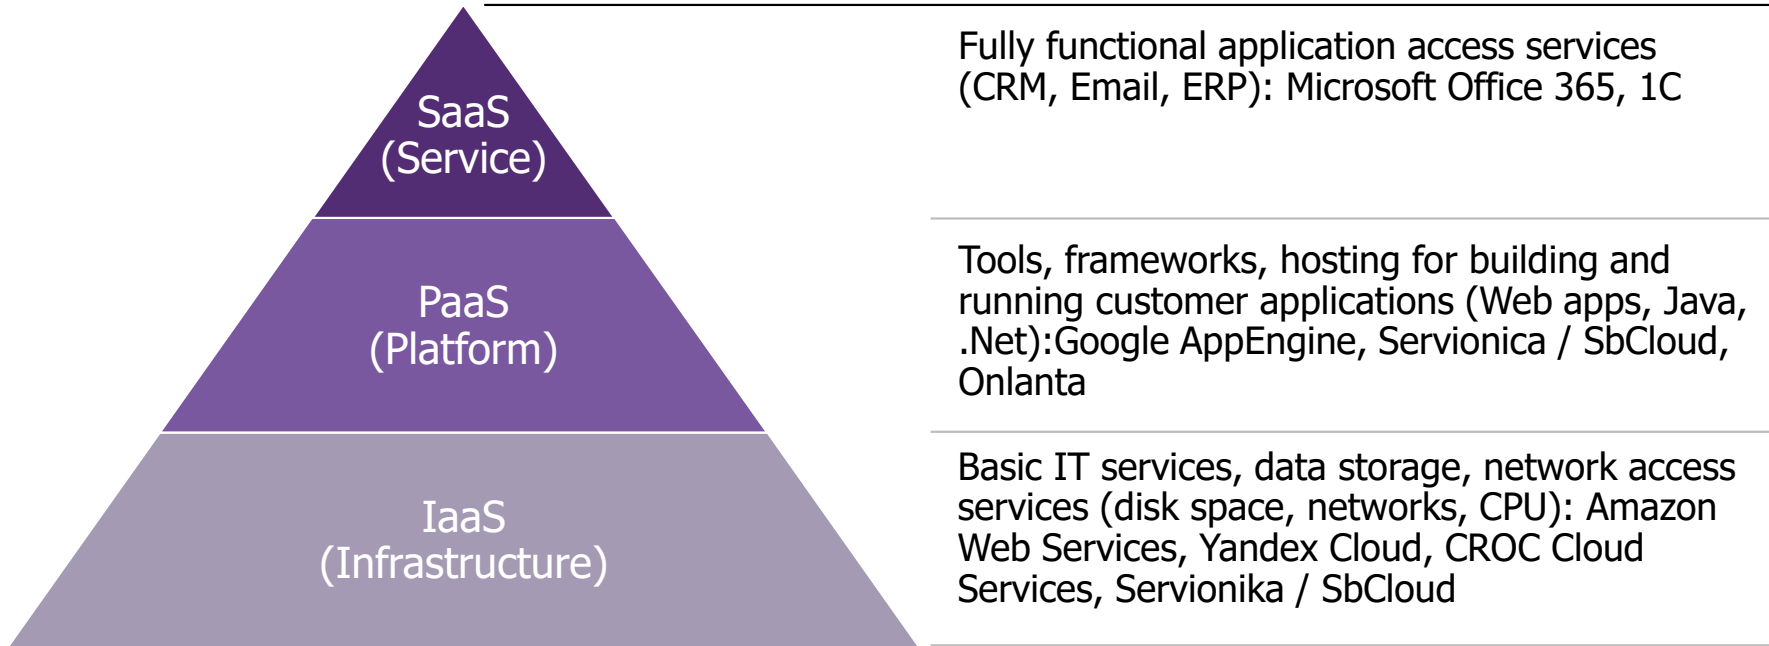 SaaS
(Service)
Fully functional application access services
(CRM, Email, ERP): Microsoft Office 365, 1C
PaaS
(Platform)
Tools, frameworks, hosting for building and
running customer applications (Web apps, Java,
.Net):Google AppEngine, Servionica / SbCloud,
Onlanta
IaaS
(Infrastructure)
Basic IT services, data storage, network access
services (disk space, networks, CPU): Amazon
Web Services, Yandex Cloud, CROC Cloud
Services, Servionika / SbCloud